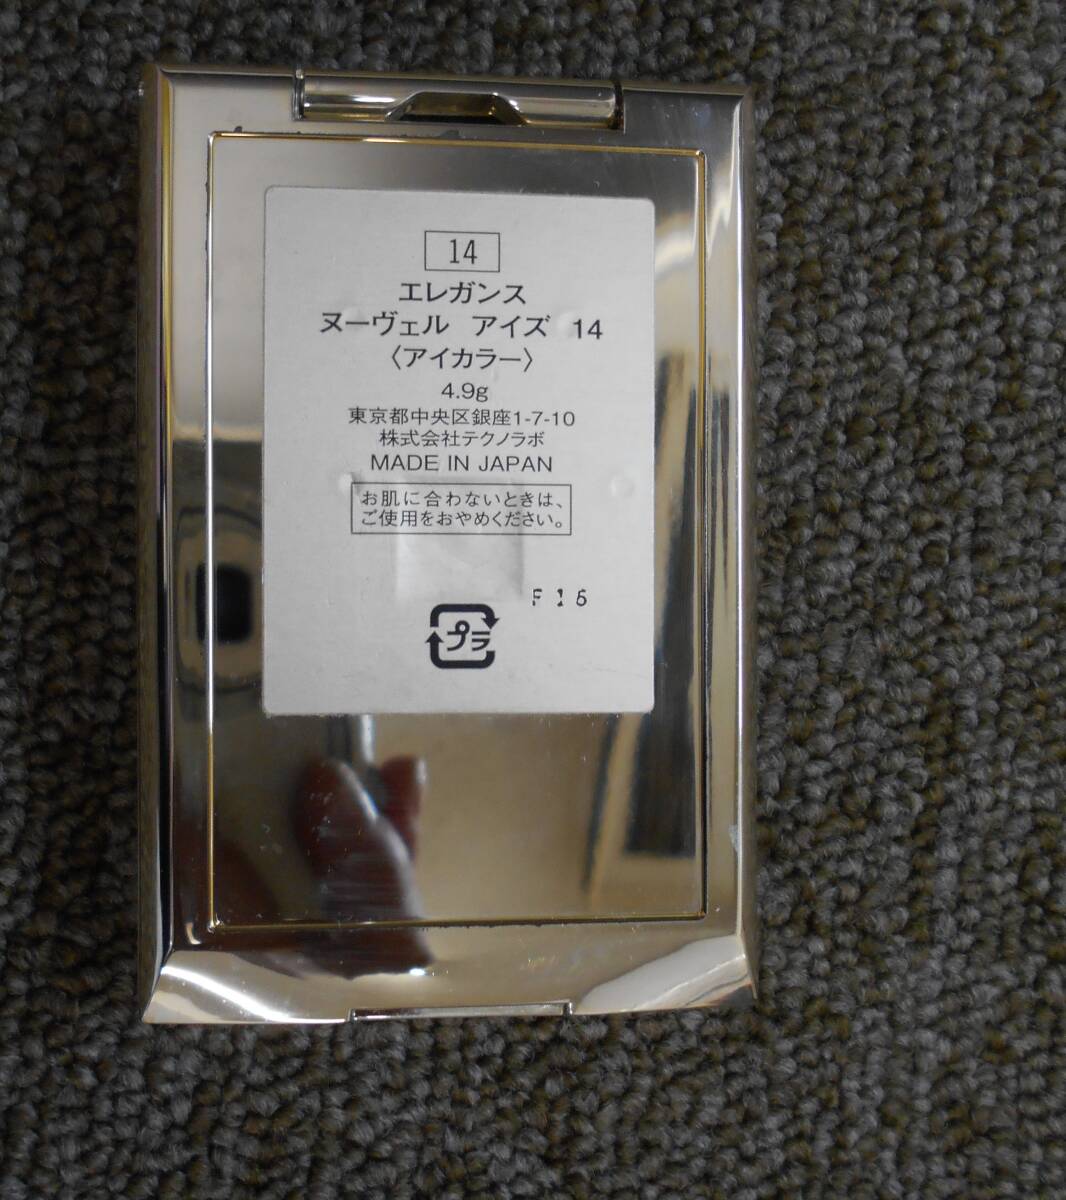 14
エレガンス
ヌーヴェル アイズ 14
〈アイカラー〉
4.9g
東京都中央区銀座1-7-10
株式会社テクノラボ
MADE IN JAPAN
お肌に合わないときは、
ご使用をおやめください。
F16
プラ